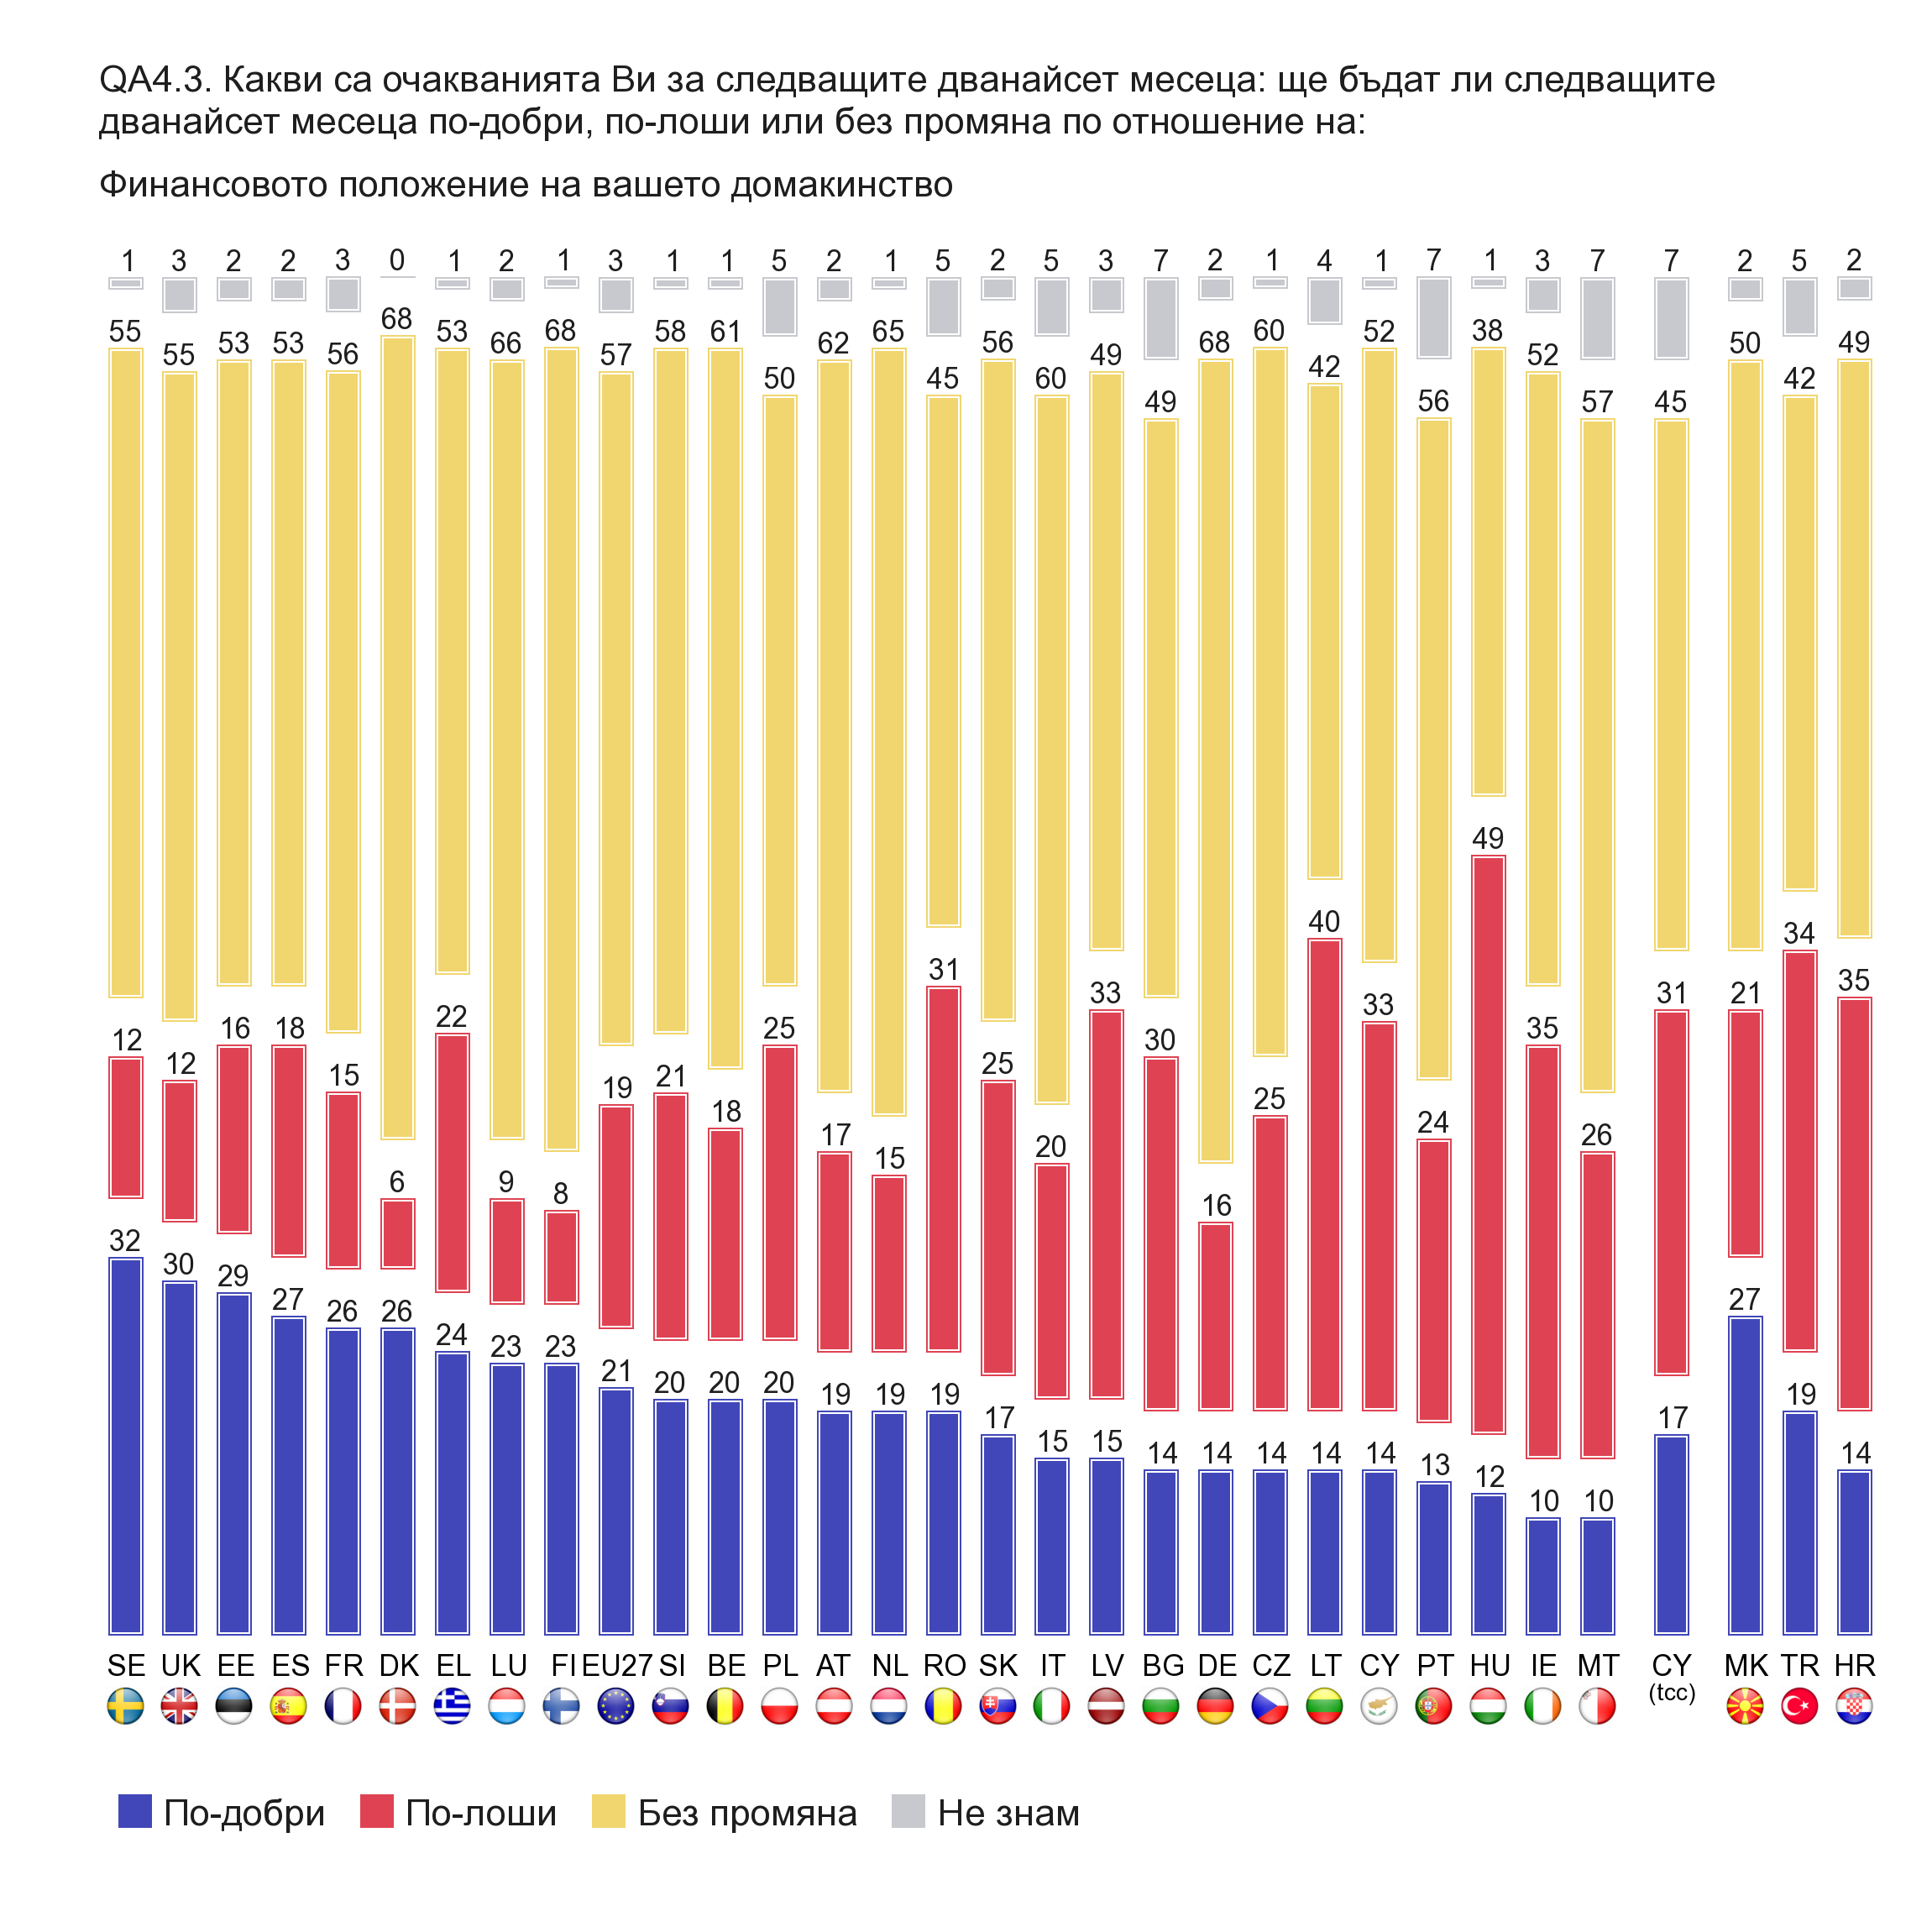 QA4.3. Какви са очакванията Ви за следващите дванайсет месеца: ще бъдат ли следващите
дванайсет месеца по-добри, по-лоши или без промяна по отношение на:
Финансовото положение на вашето домакинство
1 3 2 2 3 0 1 2 1 3 1 1 5 2 1 5 2 5 3 7 2 1 4 1 7 1 3 7 7 2 5 2
55 55 53 53 56 68 53 66 68 57 58 61 50 62 65 45 56 60 49 49 68 60 42 52 56 38 52 57 45 50 42 49
12 12 16 18 15 6 22 9 8 19 21 18 25 17 15 31 25 20 33 30 16 25 40 33 24 49 35 26 31 21 34 35
32 30 29 27 26 26 24 23 23 21 20 20 20 19 19 19 17 15 15 14 14 14 14 14 13 12 10 10 17 27 19 14
SE UK EE ES FR DK EL LU FI EU27 SI BE PL AT NL RO SK IT LV BG DE CZ LT CY PT HU IE MT CY MK TR HR
(tcc)
По-добри По-лоши Без промяна Не знам